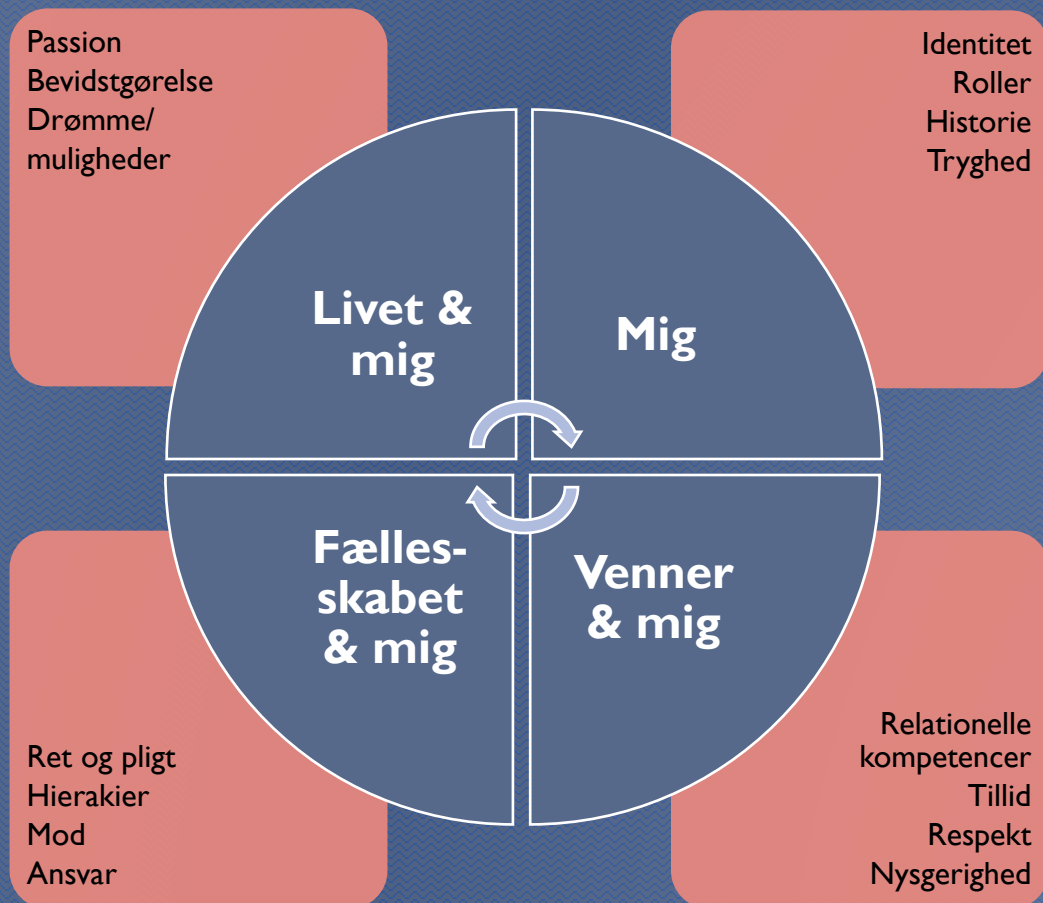 Passion
Bevidstgørelse
Drømme/
muligheder
Identitet
Roller
Historie
Tryghed
Livet &
mig
Mig
Fælles-
skabet
& mig
Venner
& mig
Ret og pligt
Hierakier
Mod
Ansvar
Relationelle
kompetencer
Tillid
Respekt
Nysgerighed